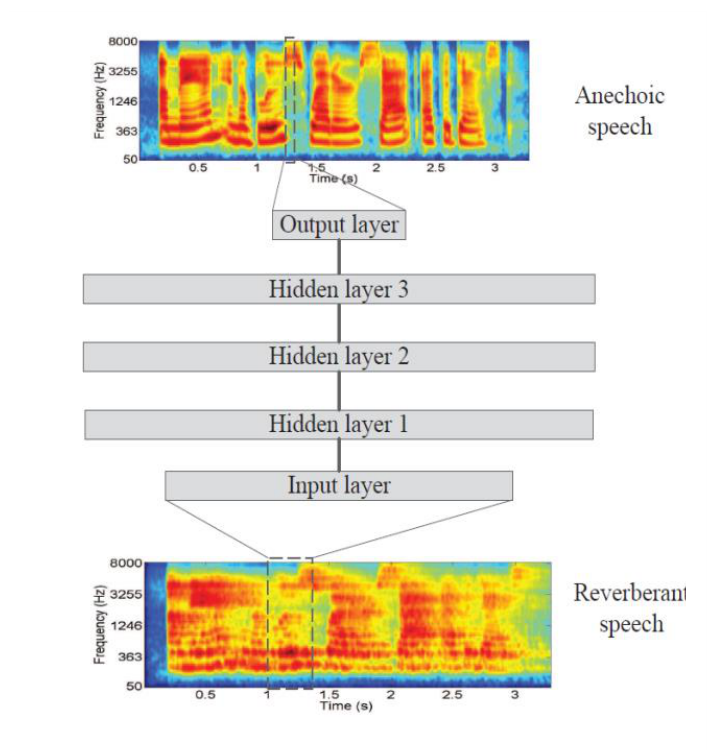 8000
3255
1246
363
50
Frequency (Hz)
0.5
1
1.5
2
2.5
3
Time (s)
Anechoic
speech
Output layer
Hidden layer 3
Hidden layer 2
Hidden layer 1
Input layer
8000
3255
1246
363
50
Frequency (Hz)
0.5
1
1.5
2
2.5
3
Time (s)
Reverberant
speech